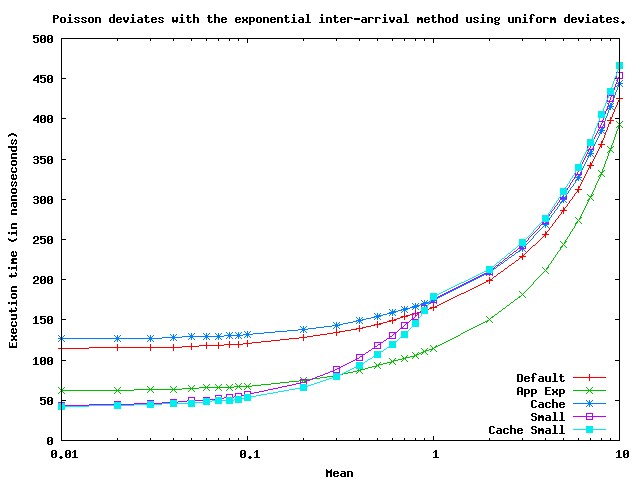 Poisson deviates with the exponential inter-arrival method using uniform deviates.
500
450
400
350
300
250
200
150
100
50
0
Execution time (in nanoseconds)
Default
App Exp
Cache
Small
Cache Small
0.01
0.1
1
10
Mean